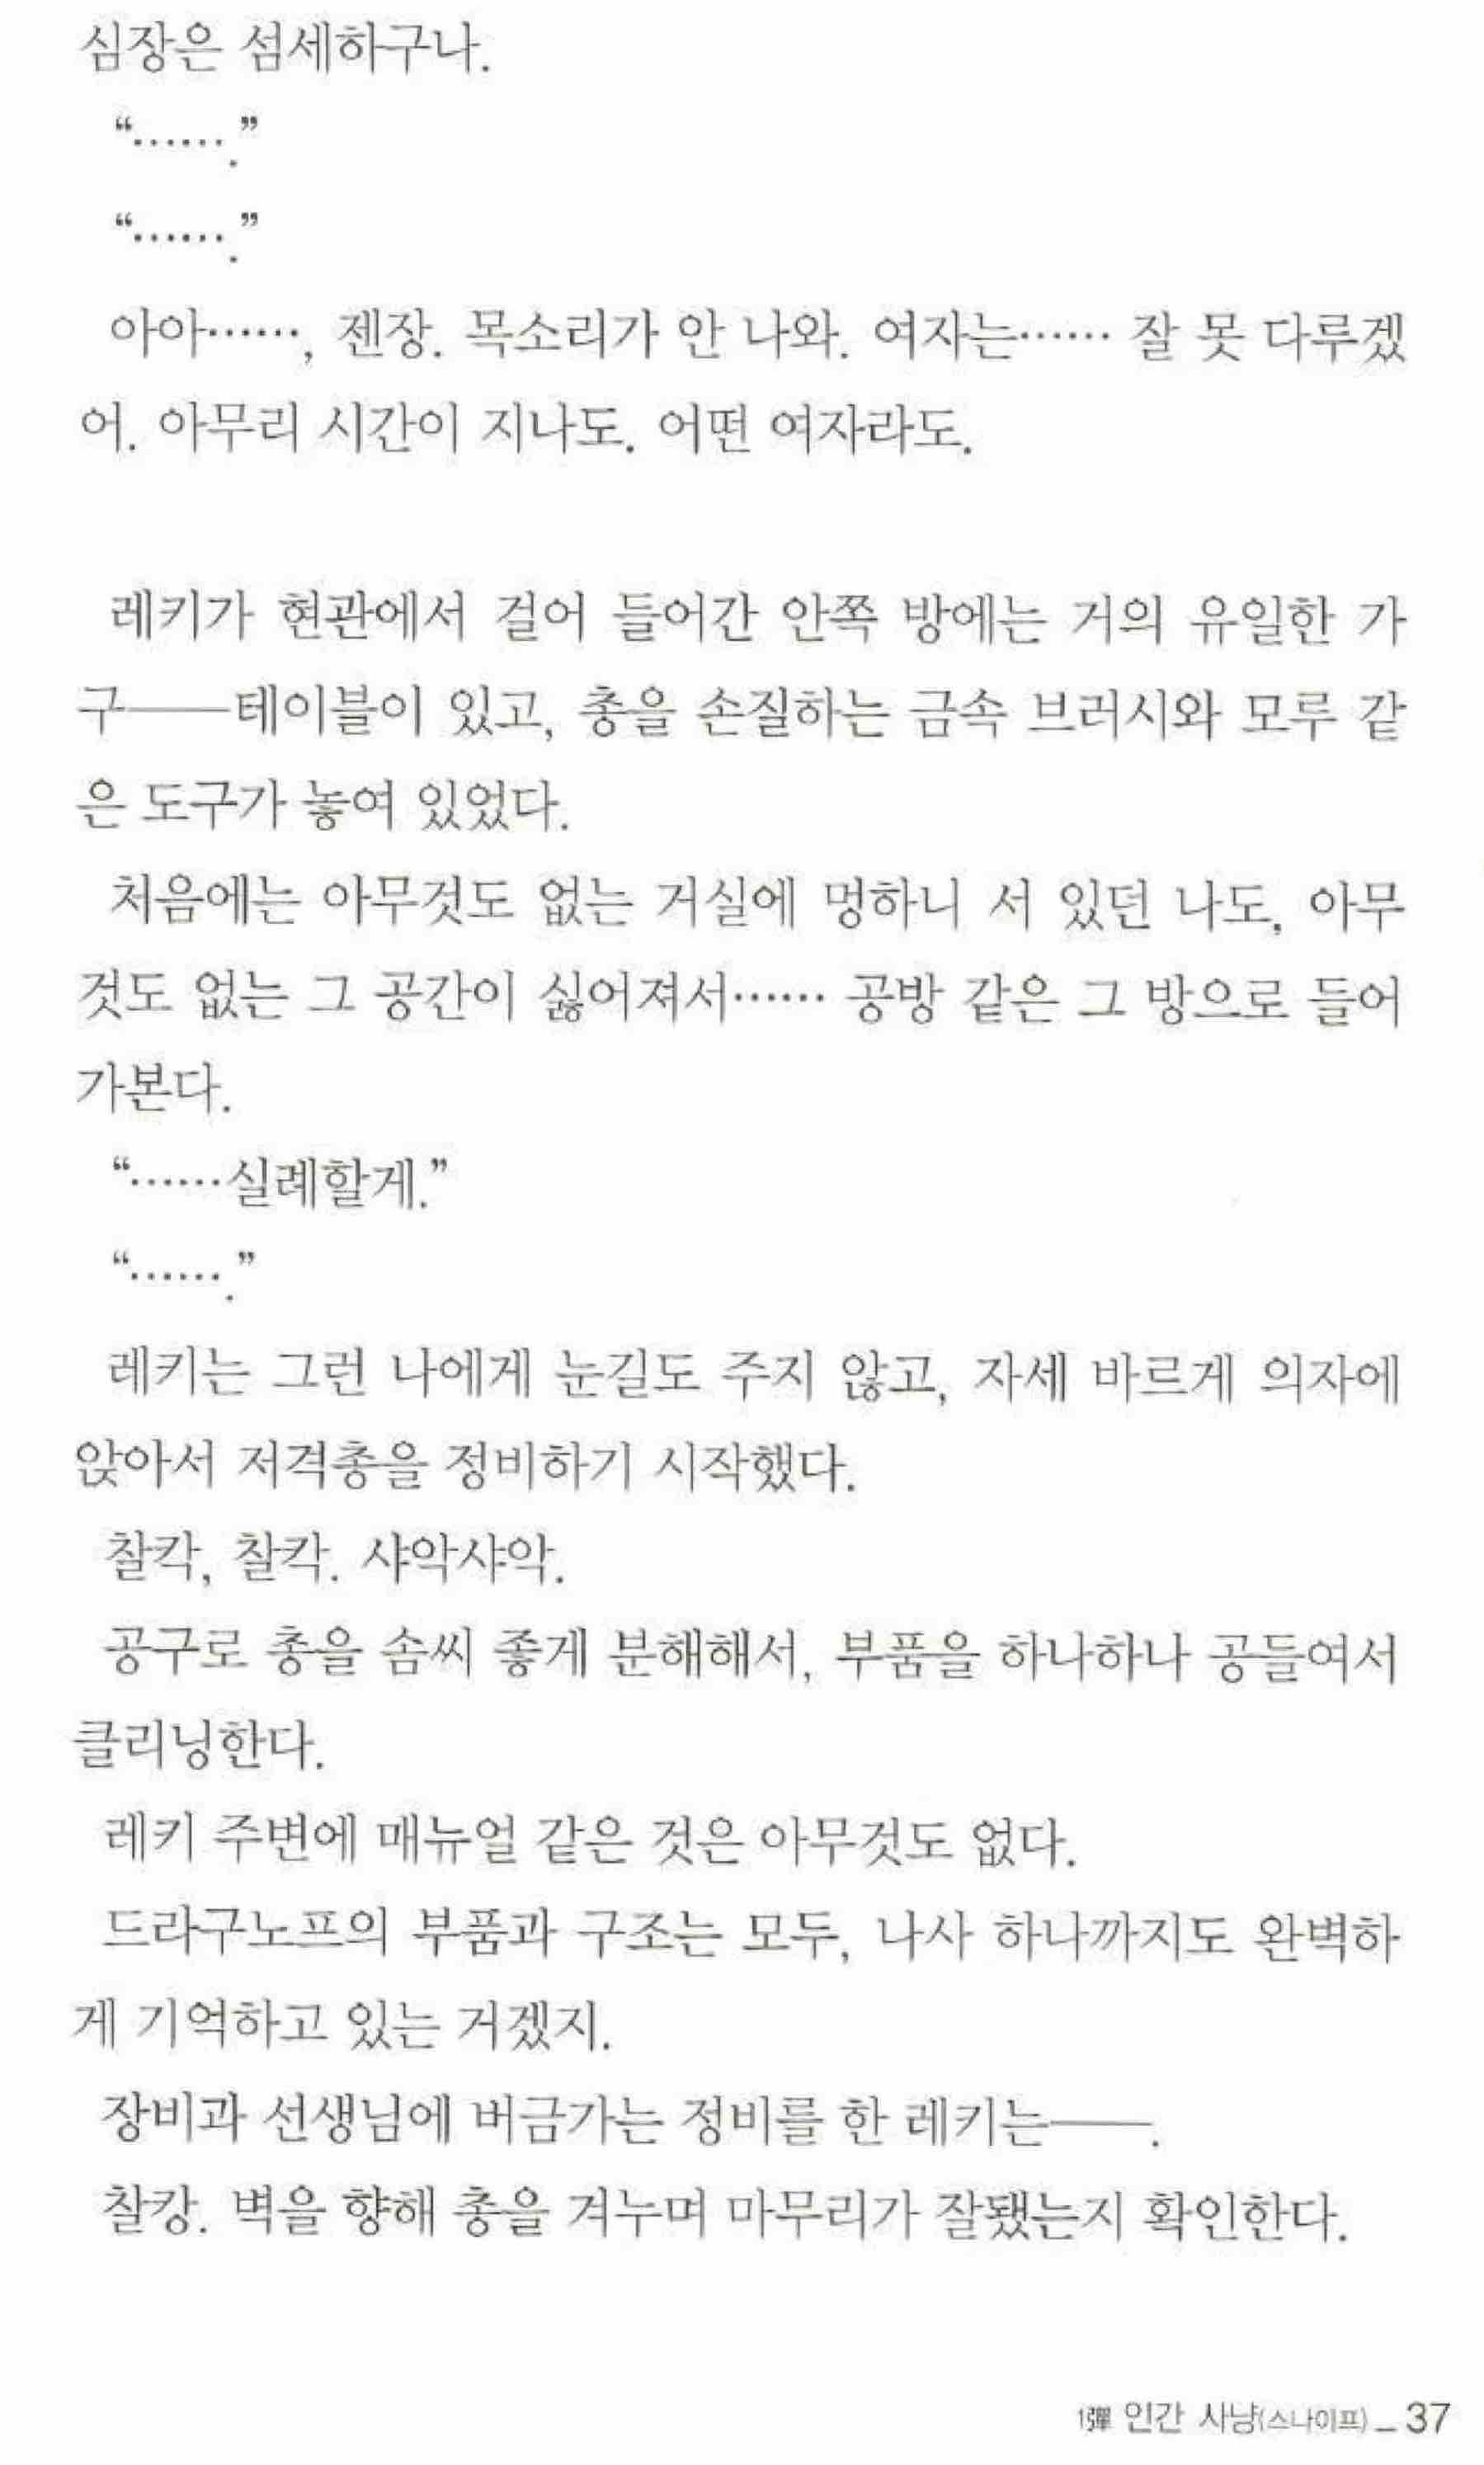 심장은 섬세하구나.
“…….”
“…….”
아아……, 젠장. 목소리가 안 나와. 여자는…… 잘 못 다루겠
어. 아무리 시간이 지나도. 어떤 여자라도.
레키가 현관에서 걸어 들어간 안쪽 방에는 거의 유일한 가
구——테이블이 있고, 총을 손질하는 금속 브러시와 모루 같
은 도구가 놓여 있었다.
처음에는 아무것도 없는 거실에 멍하니 서 있던 나도, 아무
것도 없는 그 공간이 싫어져서…… 공방 같은 그 방으로 들어
가본다.
“……실례할게.”
“…….”
레키는 그런 나에게 눈길도 주지 않고, 자세 바르게 의자에
앉아서 저격총을 정비하기 시작했다.
찰칵, 찰칵. 샤악샤악.
공구로 총을 솜씨 좋게 분해해서, 부품을 하나하나 공들여서
클리닝한다.
레키 주변에 매뉴얼 같은 것은 아무것도 없다.
드라구노프의 부품과 구조는 모두, 나사 하나까지도 완벽하
게 기억하고 있는 거겠지.
장비과 선생님에 버금가는 정비를 한 레키는——.
찰캉. 벽을 향해 총을 겨누며 마무리가 잘됐는지 확인한다.
1彈 인간 사냥(스나이프) _ 37